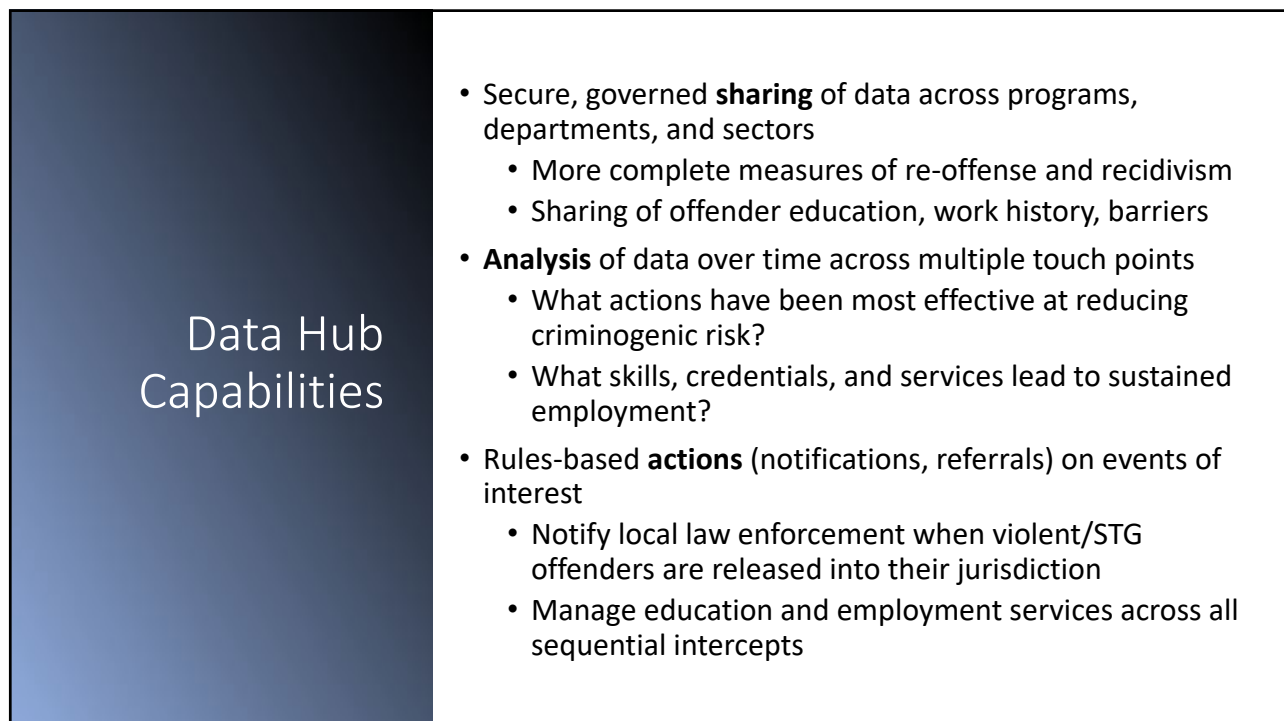 Data Hub
Capabilities
• Secure, governed sharing of data across programs,
departments, and sectors
• More complete measures of re-offense and recidivism
• Sharing of offender education, work history, barriers
• Analysis of data over time across multiple touch points
• What actions have been most effective at reducing
criminogenic risk?
• What skills, credentials, and services lead to sustained
employment?
• Rules-based actions (notifications, referrals) on events of
interest
• Notify local law enforcement when violent/STG
offenders are released into their jurisdiction
• Manage education and employment services across all
sequential intercepts